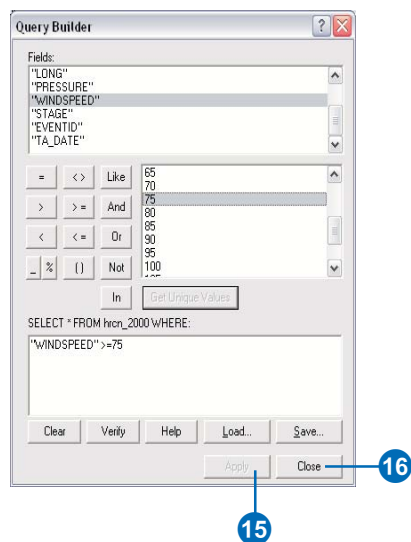 Query Builder ?
Fields:
"LONG"
"PRESSURE"
"WINDSPEED"
"STAGE"
"EVENTID"
"TA_DATE"
= <> Like
> >= And
< <= Or
_ % () Not
In
65
70
75
80
85
90
95
100
Get Unique Values
SELECT * FROM hrcn_2000 WHERE:
"WINDSPEED" >=75
Clear Verify Help Load... Save...
Apply Close 16
15